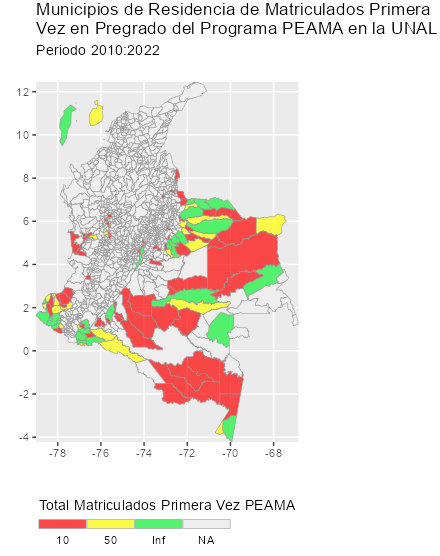 Municipios de Residencia de Matriculados Primera
Vez en Pregrado del Programa PEAMA en la UNAL
Periodo 2010:2022
12
10
8
6
4
2
0
-2
-4
-78 -76 -74 -72 -70 -68
Total Matriculados Primera Vez PEAMA
10 50 Inf NA